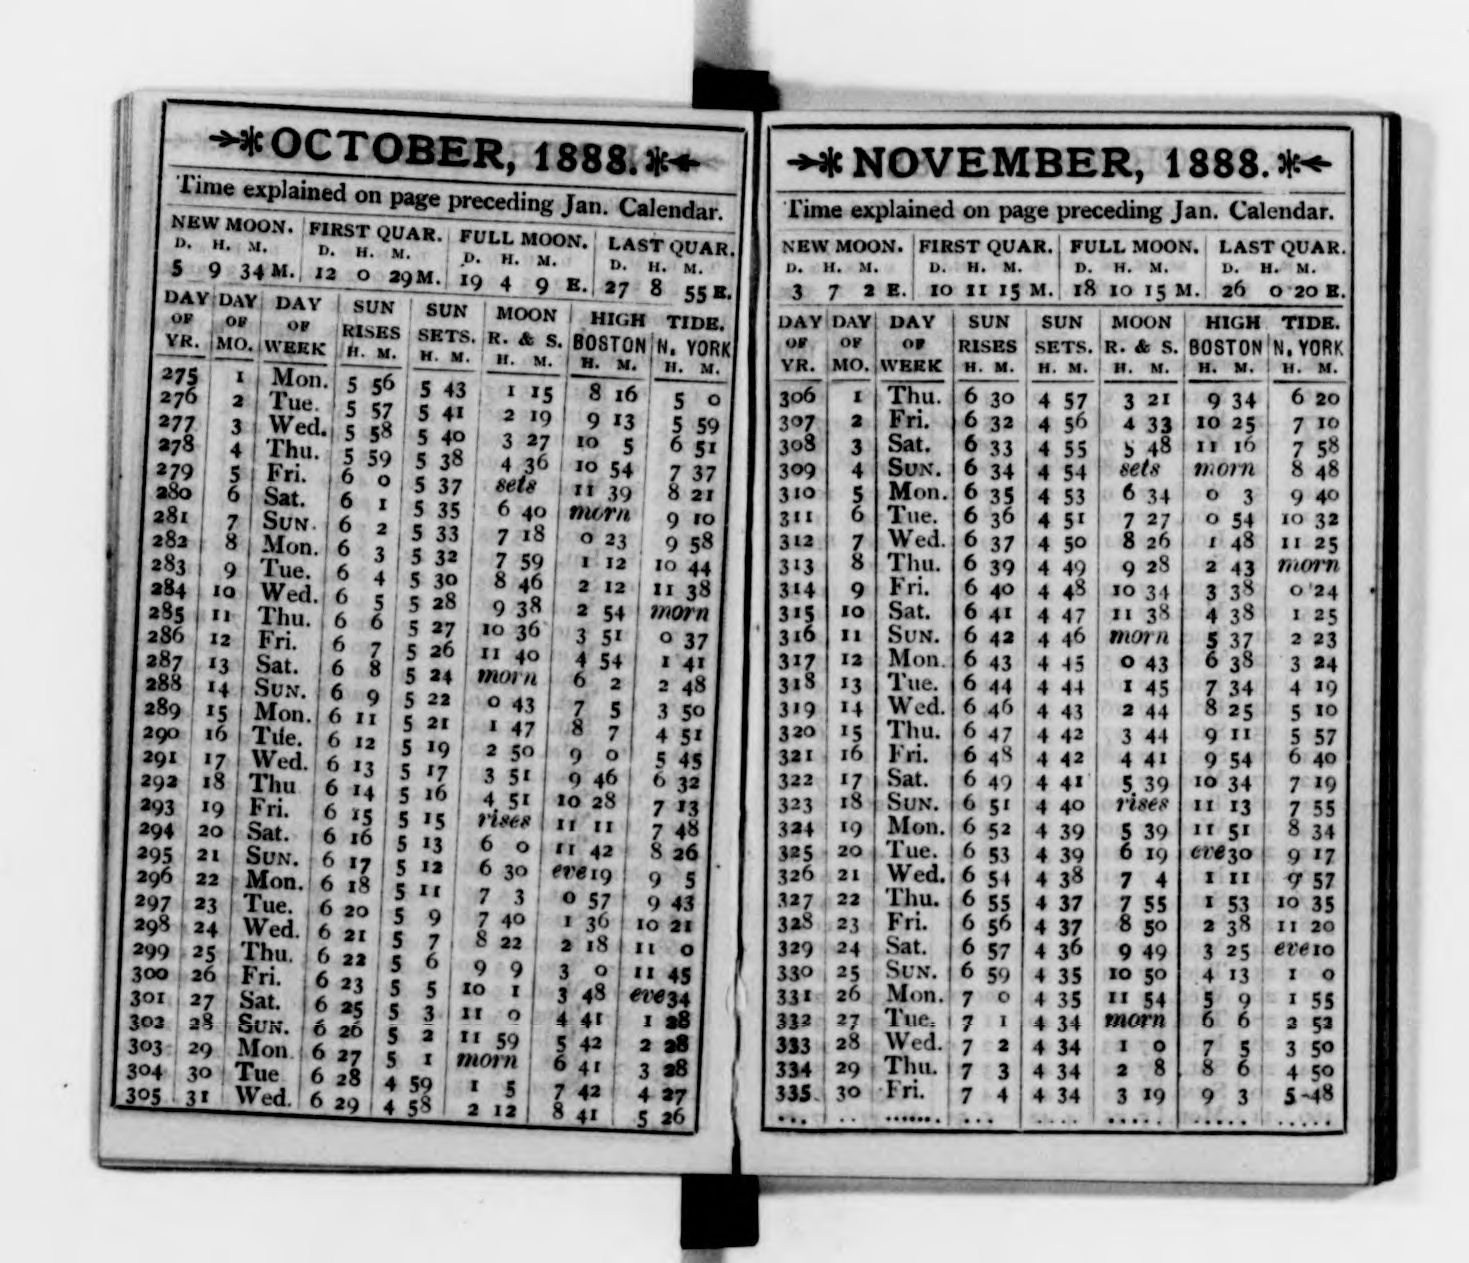 OCTOBER, 1888.
Time explained on page preceding Jan. Calendar.
NEW MOON. FIRST QUAR. FULL MOON. LAST QUAR.
D. H. M. D. H. M. D. H. M. D. H. M.
5 9 34 M. 12 0 29 M. 19 4 9 E. 27 8 55 E.
DAY DAY DAY SUN SUN MOON HIGH TIDE.
OF OF OF RISES SETS. R. & S. BOSTON N. YORK
YR. MO. WEEK H. M. H. M. H. M. H. M. H. M.
275 1 Mon. 5 56 5 43 1 15 8 16 5 0
276 2 Tue. 5 57 5 41 2 19 9 13 5 59
277 3 Wed. 5 58 5 40 3 27 10 5 6 51
278 4 Thu. 5 59 5 38 4 36 10 54 7 37
279 5 Fri. 6 0 5 37 sets 11 39 8 21
280 6 Sat. 6 1 5 35 6 40 morn 9 10
281 7 SUN. 6 2 5 33 7 18 0 23 9 58
282 8 Mon. 6 3 5 32 7 59 1 12 10 44
283 9 Tue. 6 4 5 30 8 46 2 12 11 38
284 10 Wed. 6 5 5 28 9 38 2 54 morn
285 11 Thu. 6 6 5 27 10 36 3 51 0 37
286 12 Fri. 6 7 5 26 11 40 4 54 1 41
287 13 Sat. 6 8 5 24 morn 6 2 2 48
288 14 SUN. 6 9 5 22 0 43 7 5 3 50
289 15 Mon. 6 11 5 21 1 47 8 7 4 51
290 16 Tue. 6 12 5 19 2 50 9 0 5 45
291 17 Wed. 6 13 5 17 3 51 9 46 6 32
292 18 Thu 6 14 5 16 4 51 10 28 7 13
293 19 Fri. 6 15 5 15 rises 11 11 7 48
294 20 Sat. 6 16 5 13 6 0 11 42 8 26
295 21 SUN. 6 17 5 12 6 30 eve19 9 5
296 22 Mon. 6 18 5 11 7 3 0 57 9 43
297 23 Tue. 6 20 5 9 7 40 1 36 10 21
298 24 Wed. 6 21 5 7 8 22 2 18 11 0
299 25 Thu. 6 22 5 6 9 9 3 0 11 45
300 26 Fri. 6 23 5 5 10 1 3 48 eve34
301 27 Sat. 6 25 5 3 11 0 4 41 1 28
302 28 SUN. 6 26 5 2 11 59 5 42 2 28
303 29 Mon. 6 27 5 1 morn 6 41 3 28
304 30 Tue 6 28 4 59 1 5 7 42 4 27
305 31 Wed. 6 29 4 58 2 12 8 41 5 26
NOVEMBER, 1888.
Time explained on page preceding Jan. Calendar.
NEW MOON. FIRST QUAR. FULL MOON. LAST QUAR.
D. H. M. D. H. M. D. H. M. D. H. M.
3 7 2 E. 10 11 15 M. 18 10 15 M. 26 0 20 E.
DAY DAY DAY SUN SUN MOON HIGH TIDE.
OF OF OF RISES SETS. R. & S. BOSTON N. YORK
YR. MO. WEEK H. M. H. M. H. M. H. M. H. M.
306 1 Thu. 6 30 4 57 3 21 9 34 6 20
307 2 Fri. 6 32 4 56 4 33 10 25 7 10
308 3 Sat. 6 33 4 55 5 48 11 16 7 58
309 4 SUN. 6 34 4 54 sets morn 8 48
310 5 Mon. 6 35 4 53 6 34 0 3 9 40
311 6 Tue. 6 36 4 51 7 27 0 54 10 32
312 7 Wed. 6 37 4 50 8 26 1 48 11 25
313 8 Thu. 6 39 4 49 9 28 2 43 morn
314 9 Fri. 6 40 4 48 10 34 3 38 0 24
315 10 Sat. 6 41 4 47 11 38 4 38 1 25
316 11 SUN. 6 42 4 46 morn 5 37 2 23
317 12 Mon. 6 43 4 45 0 43 6 38 3 24
318 13 Tue. 6 44 4 44 1 45 7 34 4 19
319 14 Wed. 6 46 4 43 2 44 8 25 5 10
320 15 Thu. 6 47 4 42 3 44 9 11 5 57
321 16 Fri. 6 48 4 42 4 41 9 54 6 40
322 17 Sat. 6 49 4 41 5 39 10 34 7 19
323 18 SUN. 6 51 4 40 rises 11 13 7 55
324 19 Mon. 6 52 4 39 5 39 11 51 8 34
325 20 Tue. 6 53 4 39 6 19 eve30 9 17
326 21 Wed. 6 54 4 38 7 4 1 11 9 57
327 22 Thu. 6 55 4 37 7 55 1 53 10 35
328 23 Fri. 6 56 4 37 8 50 2 38 11 20
329 24 Sat. 6 57 4 36 9 49 3 25 eve10
330 25 SUN. 6 59 4 35 10 50 4 13 1 0
331 26 Mon. 7 0 4 35 11 54 5 9 1 55
332 27 Tue. 7 1 4 34 morn 6 6 2 52
333 28 Wed. 7 2 4 34 1 0 7 5 3 50
334 29 Thu. 7 3 4 34 2 8 8 6 4 50
335 30 Fri. 7 4 4 34 3 19 9 3 5 48